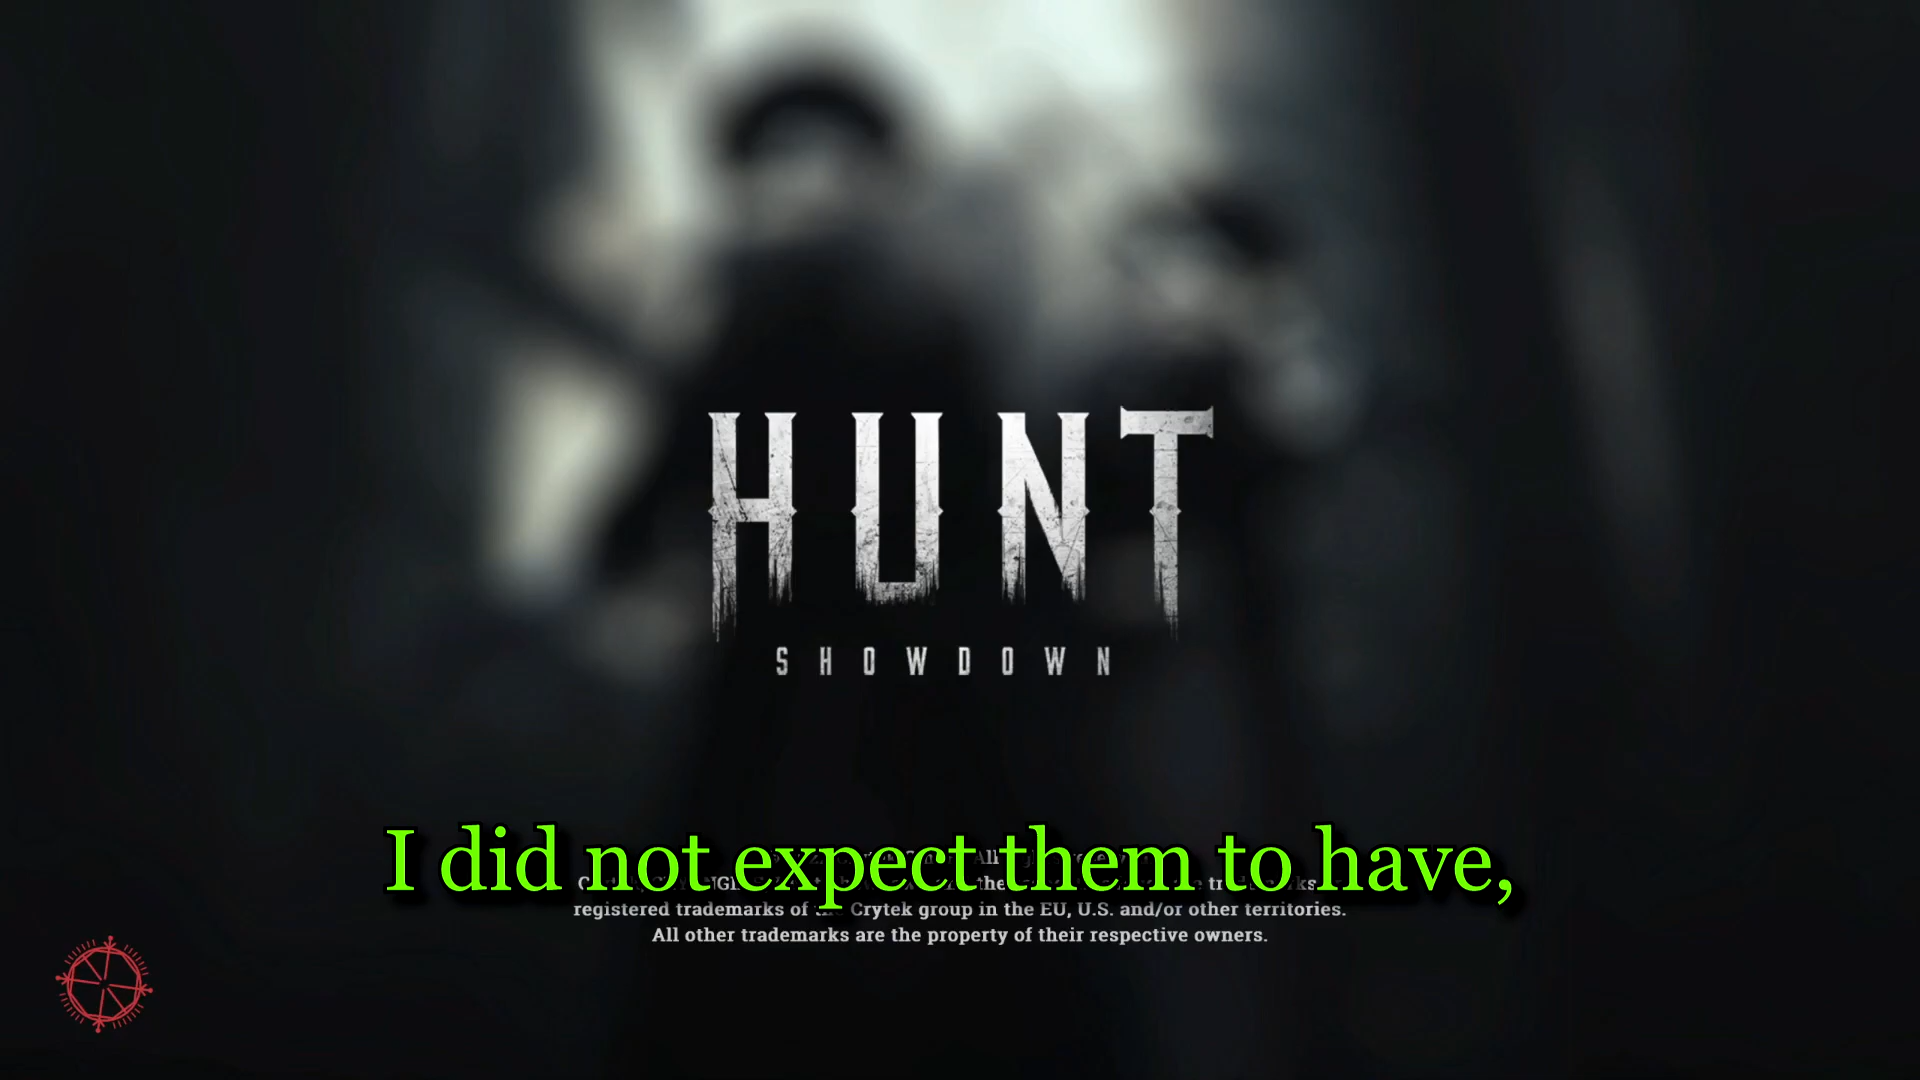 HUNT
SHOWDOWN
I did not expect them to have,
registered trademarks of the Crytek group in the EU, U.S. and/or other territories.
All other trademarks are the property of their respective owners.